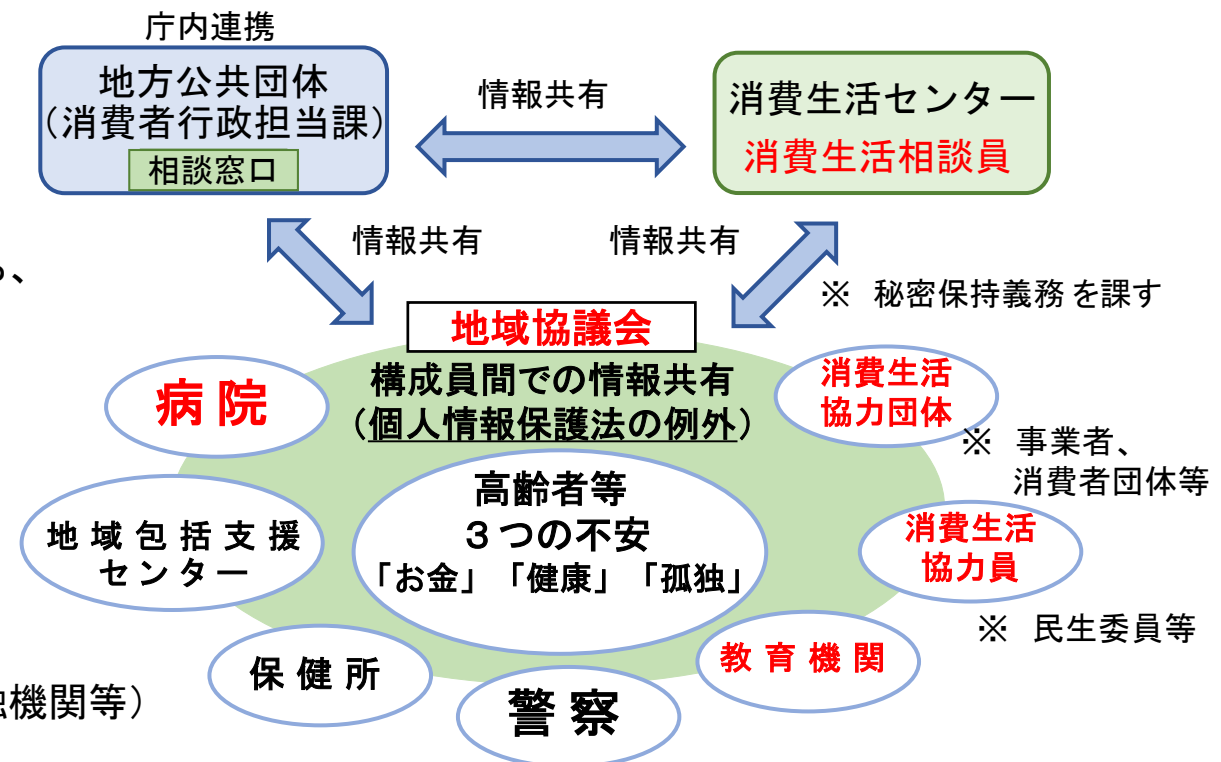 庁内連携
地方公共団体
（消費者行政担当課）
相談窓口
情報共有
消費生活センター
消費生活相談員
情報共有
情報共有
、
※ 秘密保持義務を課す
地域協議会
構成員間での情報共有
（個人情報保護法の例外）
病院
消費生活
協力団体
※ 事業者、
消費者団体等
高齢者等
３つの不安
「お金」「健康」「孤独」
地域包括支援
センター
消費生活
協力員
※ 民生委員等
保健所
教育機関
警察
機関等）